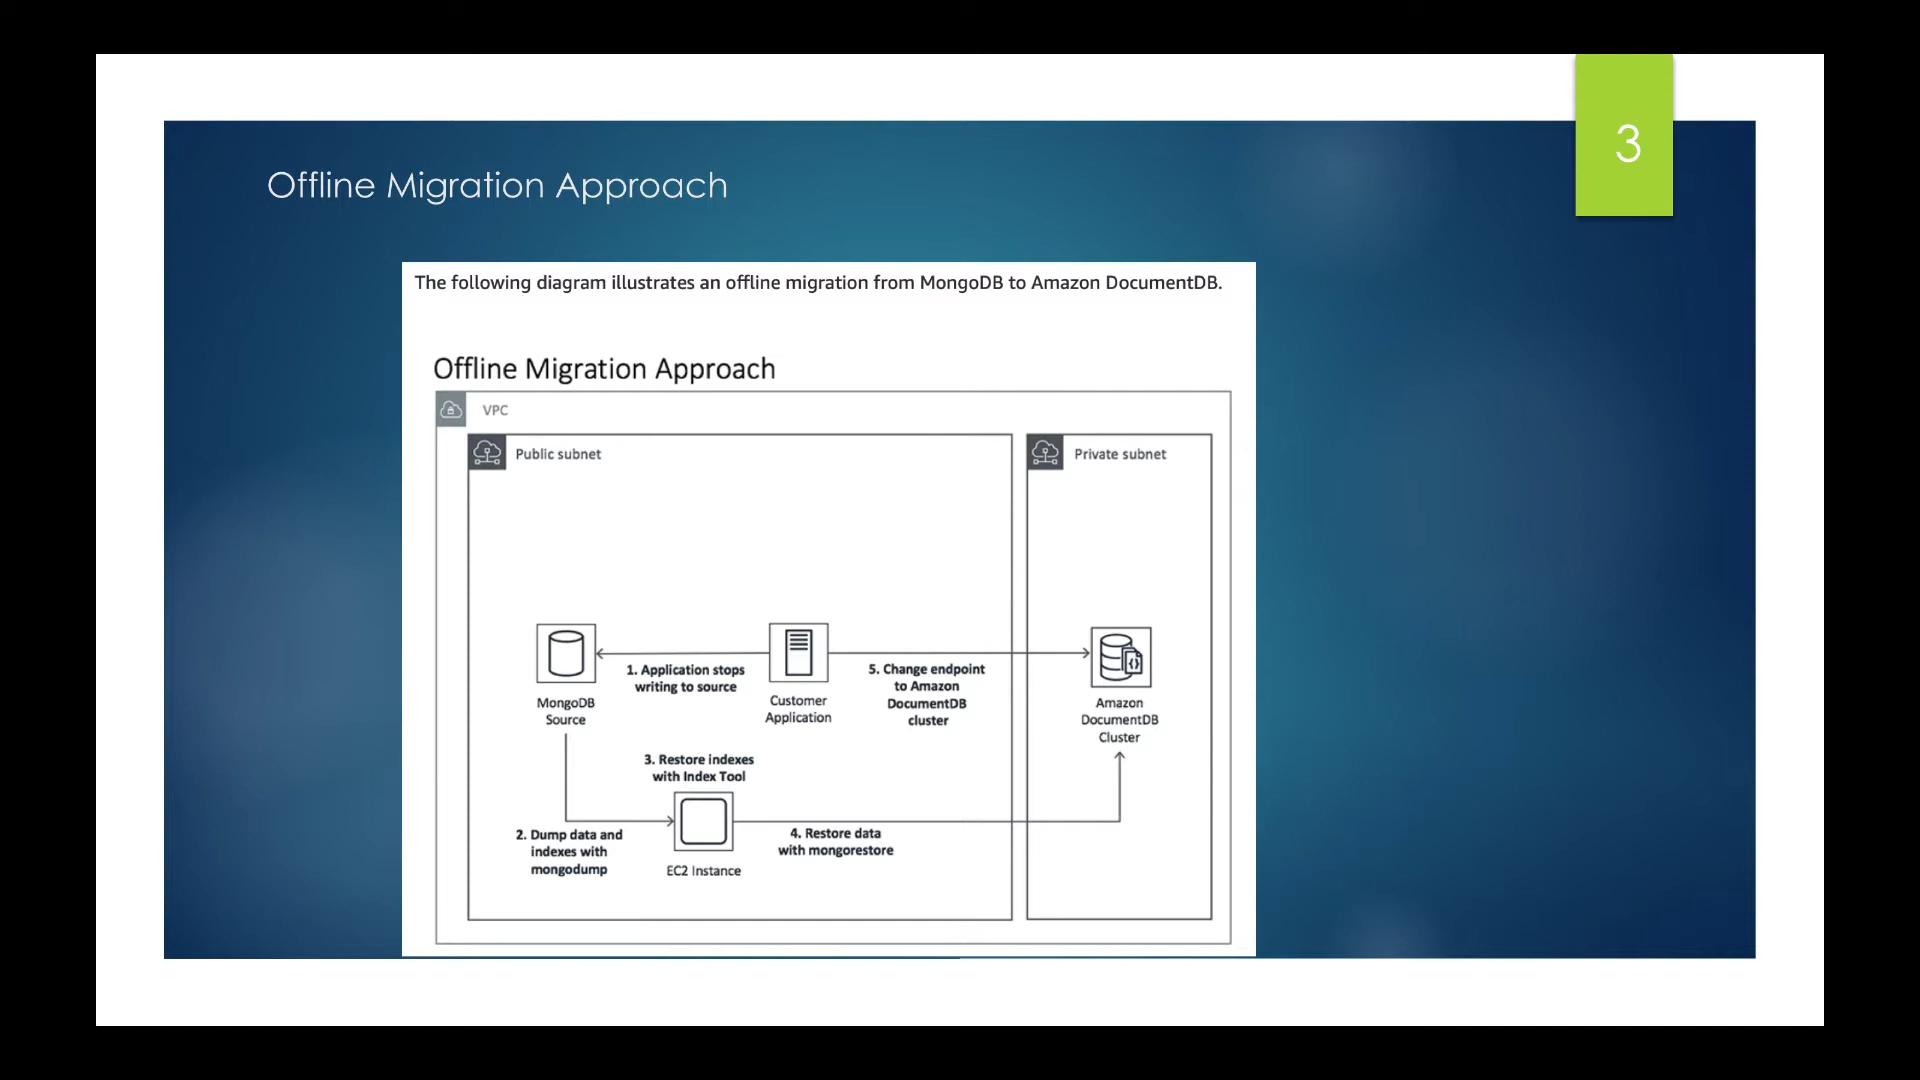 3
Offline Migration Approach
The following diagram illustrates an offline migration from MongoDB to Amazon DocumentDB.
Offline Migration Approach
VPC
Public subnet
Private subnet
MongoDB
Source
1. Application stops
writing to source
Customer
Application
5. Change endpoint
to Amazon
DocumentDB
cluster
Amazon
DocumentDB
Cluster
3. Restore indexes
with Index Tool
2. Dump data and
indexes with
mongodump
EC2 Instance
4. Restore data
with mongorestore